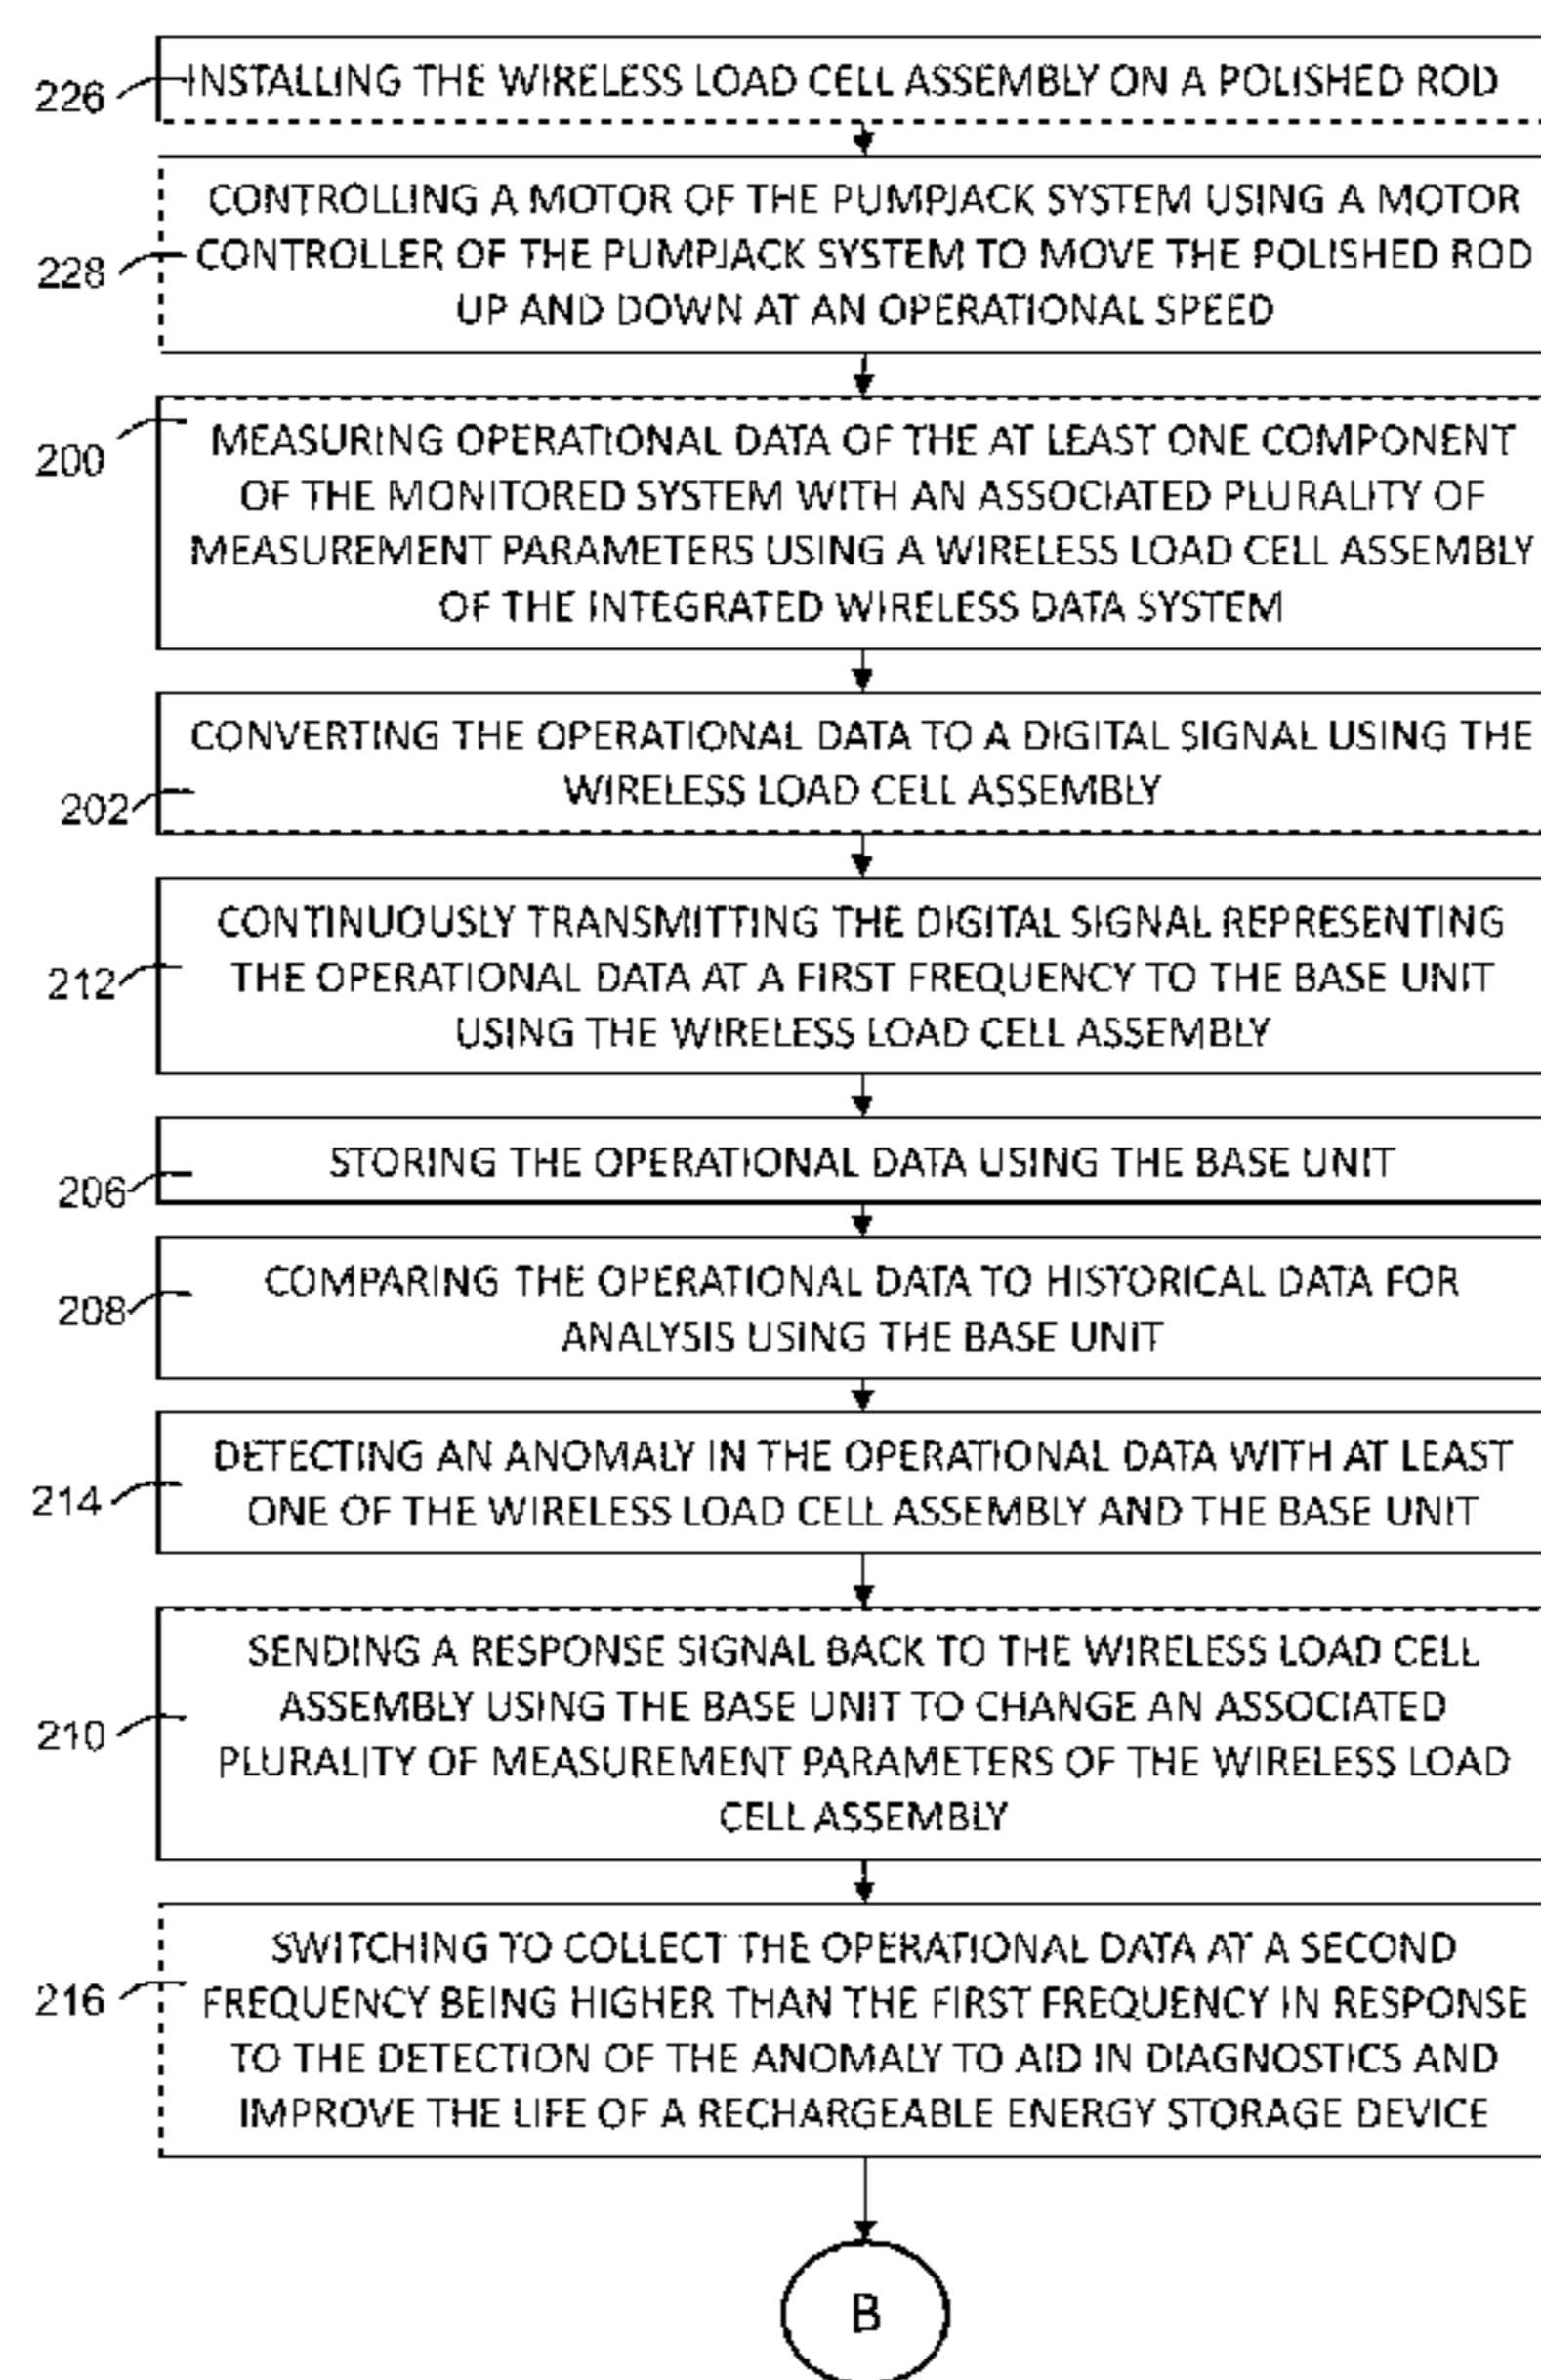 226
INSTALLING THE WIRELESS LOAD CELL ASSEMBLY ON A POLISHED ROD
228
CONTROLLING A MOTOR OF THE PUMPJACK SYSTEM USING A MOTOR
CONTROLLER OF THE PUMPJACK SYSTEM TO MOVE THE POLISHED ROD
UP AND DOWN AT AN OPERATIONAL SPEED
200
MEASURING OPERATIONAL DATA OF THE AT LEAST ONE COMPONENT
OF THE MONITORED SYSTEM WITH AN ASSOCIATED PLURALITY OF
MEASUREMENT PARAMETERS USING A WIRELESS LOAD CELL ASSEMBLY
OF THE INTEGRATED WIRELESS DATA SYSTEM
202
CONVERTING THE OPERATIONAL DATA TO A DIGITAL SIGNAL USING THE
WIRELESS LOAD CELL ASSEMBLY
212
CONTINUOUSLY TRANSMITTING THE DIGITAL SIGNAL REPRESENTING
THE OPERATIONAL DATA AT A FIRST FREQUENCY TO THE BASE UNIT
USING THE WIRELESS LOAD CELL ASSEMBLY
206
STORING THE OPERATIONAL DATA USING THE BASE UNIT
208
COMPARING THE OPERATIONAL DATA TO HISTORICAL DATA FOR
ANALYSIS USING THE BASE UNIT
214
DETECTING AN ANOMALY IN THE OPERATIONAL DATA WITH AT LEAST
ONE OF THE WIRELESS LOAD CELL ASSEMBLY AND THE BASE UNIT
210
SENDING A RESPONSE SIGNAL BACK TO THE WIRELESS LOAD CELL
ASSEMBLY USING THE BASE UNIT TO CHANGE AN ASSOCIATED
PLURALITY OF MEASUREMENT PARAMETERS OF THE WIRELESS LOAD
CELL ASSEMBLY
216
SWITCHING TO COLLECT THE OPERATIONAL DATA AT A SECOND
FREQUENCY BEING HIGHER THAN THE FIRST FREQUENCY IN RESPONSE
TO THE DETECTION OF THE ANOMALY TO AID IN DIAGNOSTICS AND
IMPROVE THE LIFE OF A RECHARGEABLE ENERGY STORAGE DEVICE
B